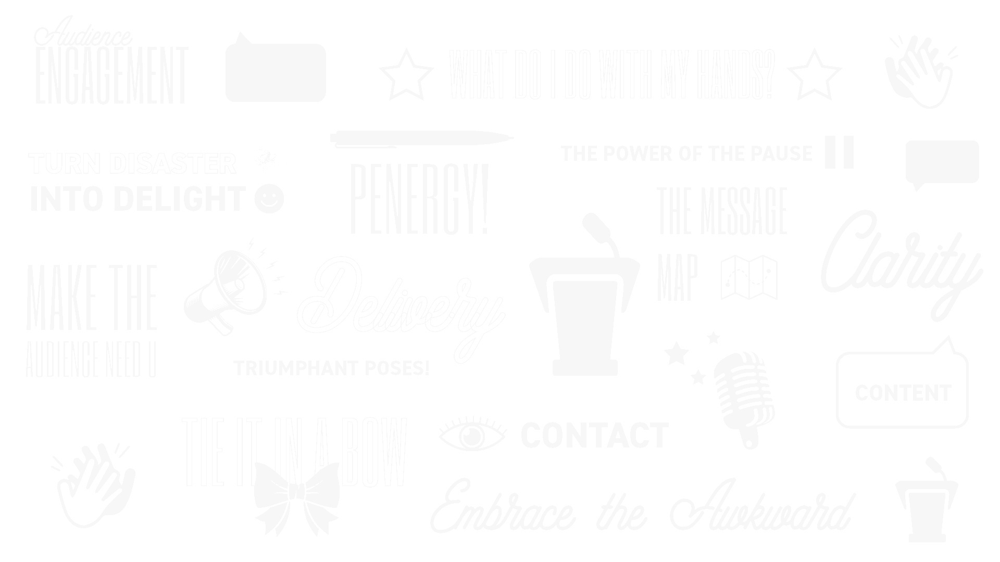 Audience
ENGAGEMENT
WHAT DO I DO WITH MY HANDS?
TURN DISASTER
INTO DELIGHT
PENERGY!
THE POWER OF THE PAUSE
THE MESSAGE
MAP
Clarity
MAKE THE
AUDIENCE NEED U
Delivery
TRIUMPHANT POSES!
CONTENT
TIE IT IN A BOW
CONTACT
Embrace the Awkward